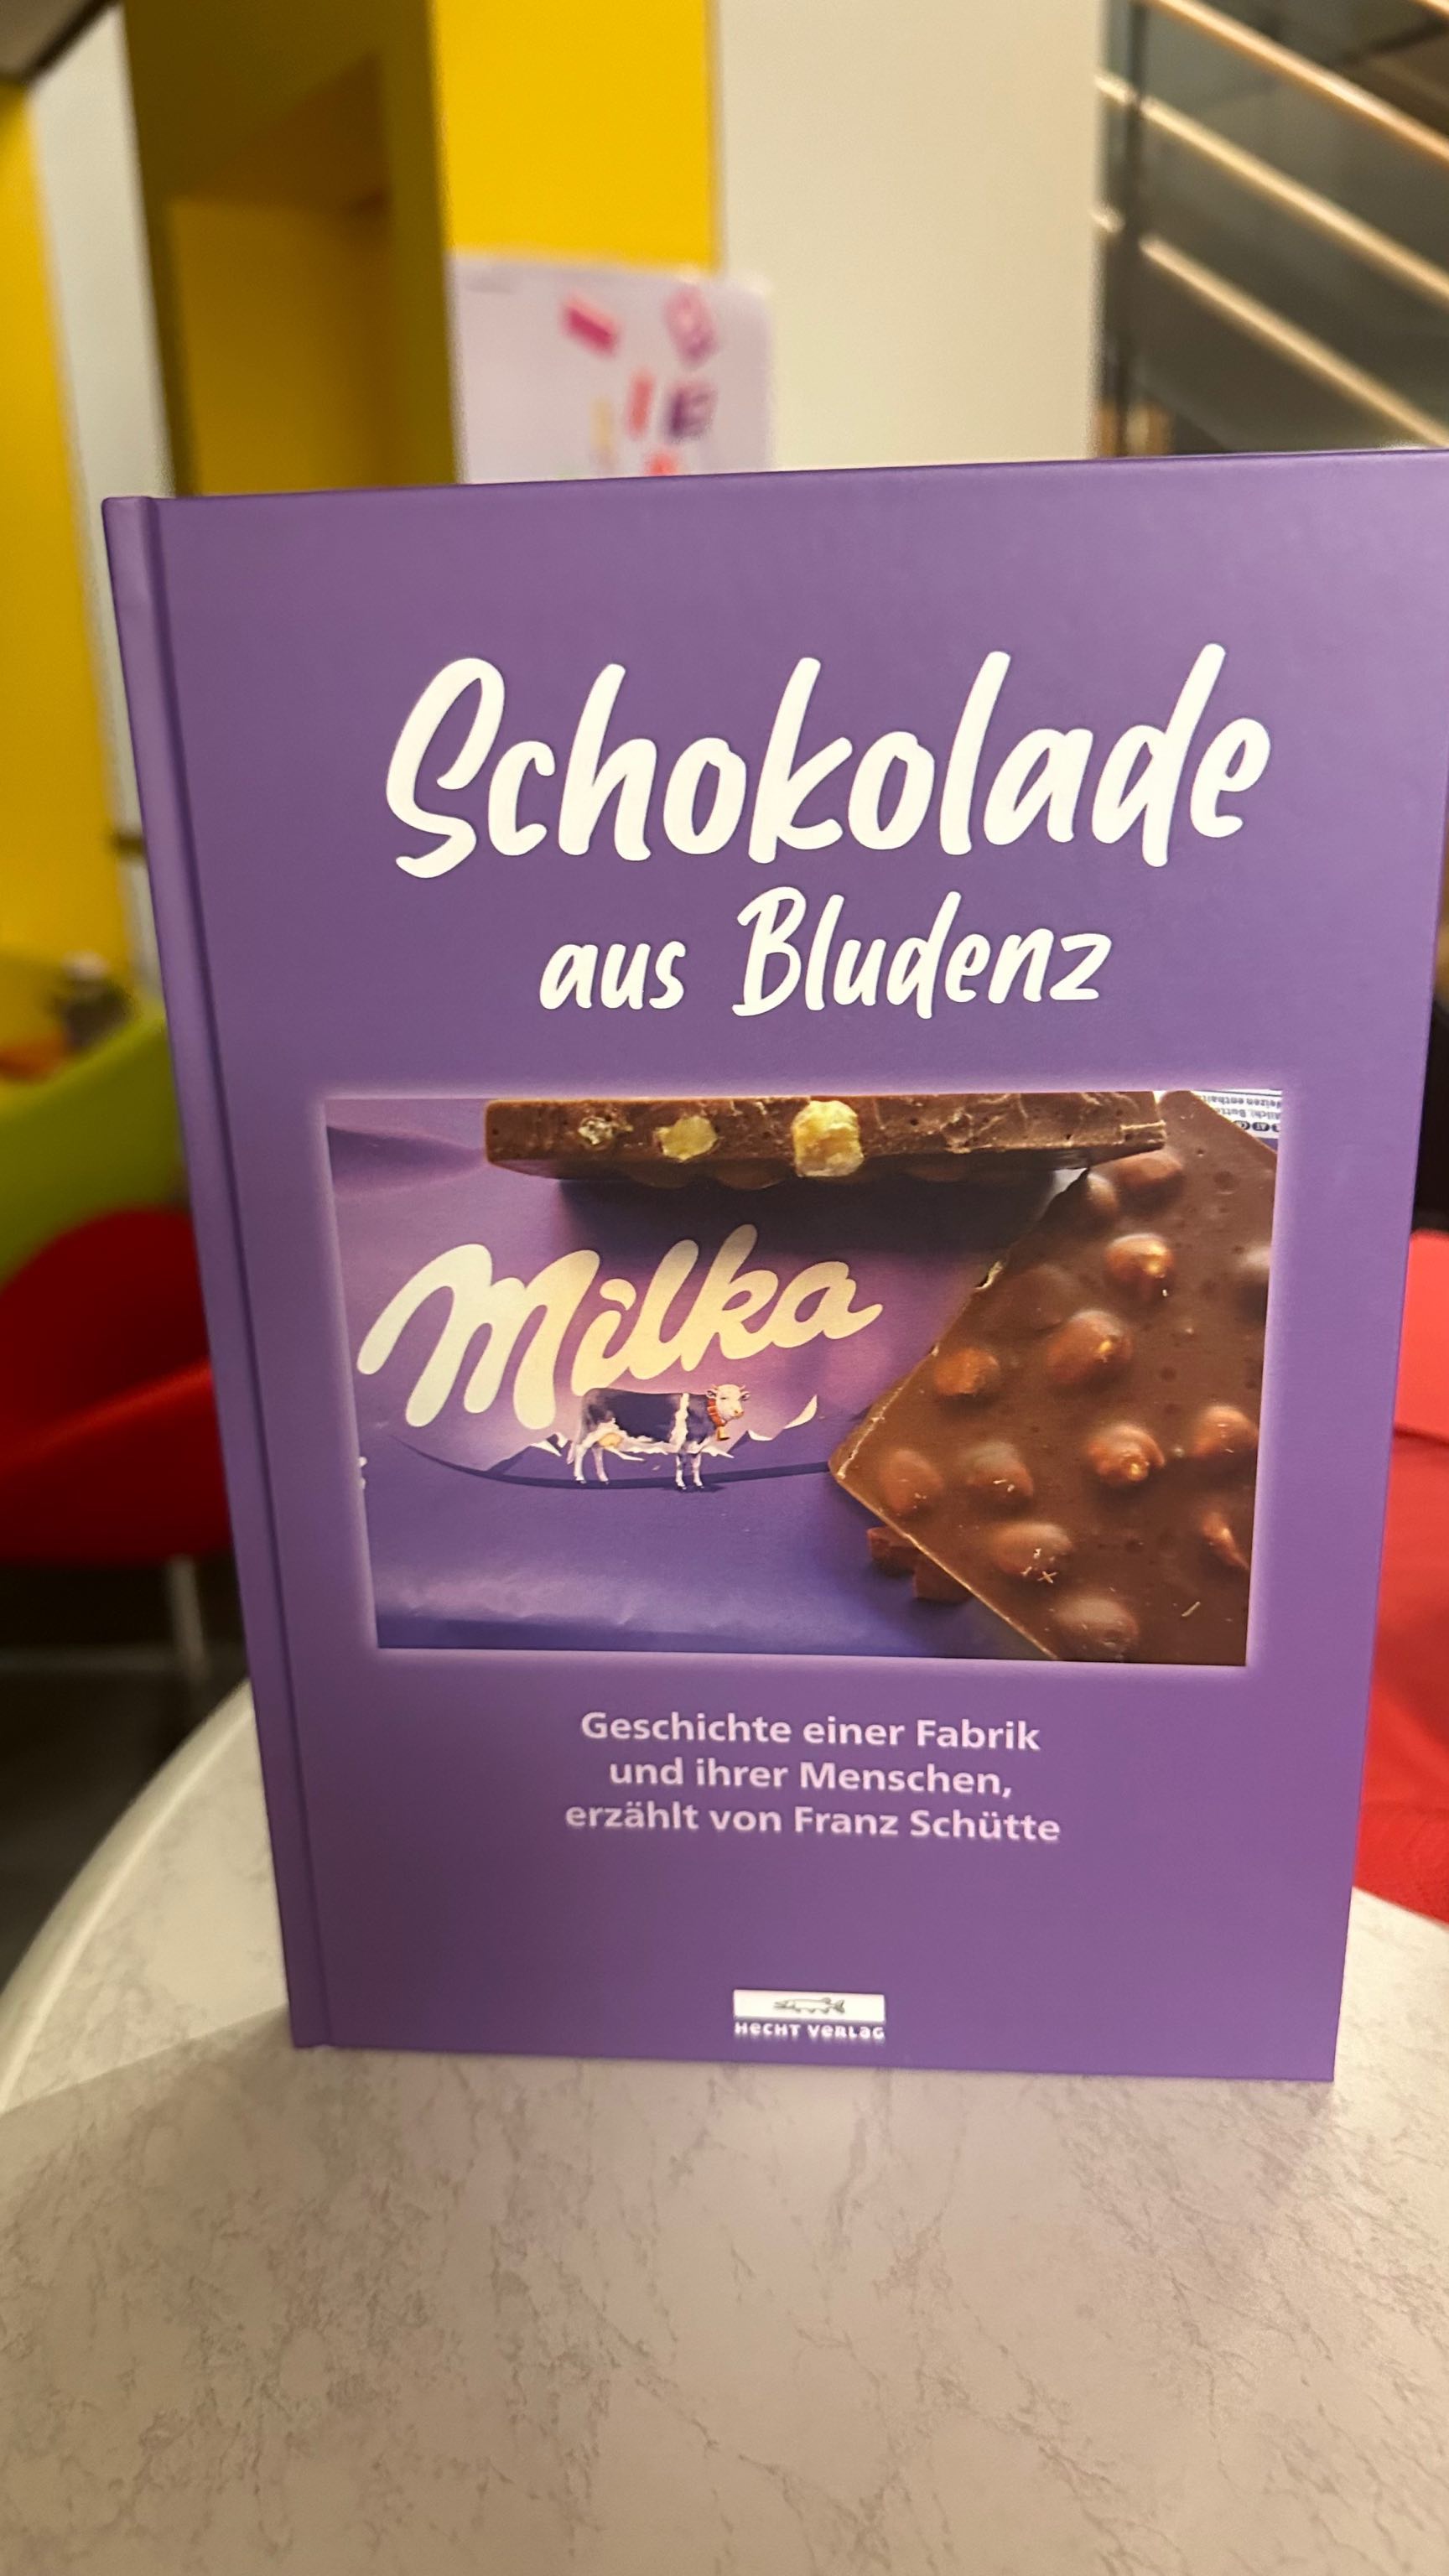 Schokolade
aus Bludenz
Milka
Geschichte einer Fabrik
und ihrer Menschen,
erzählt von Franz Schütte
HECHT VERLAG